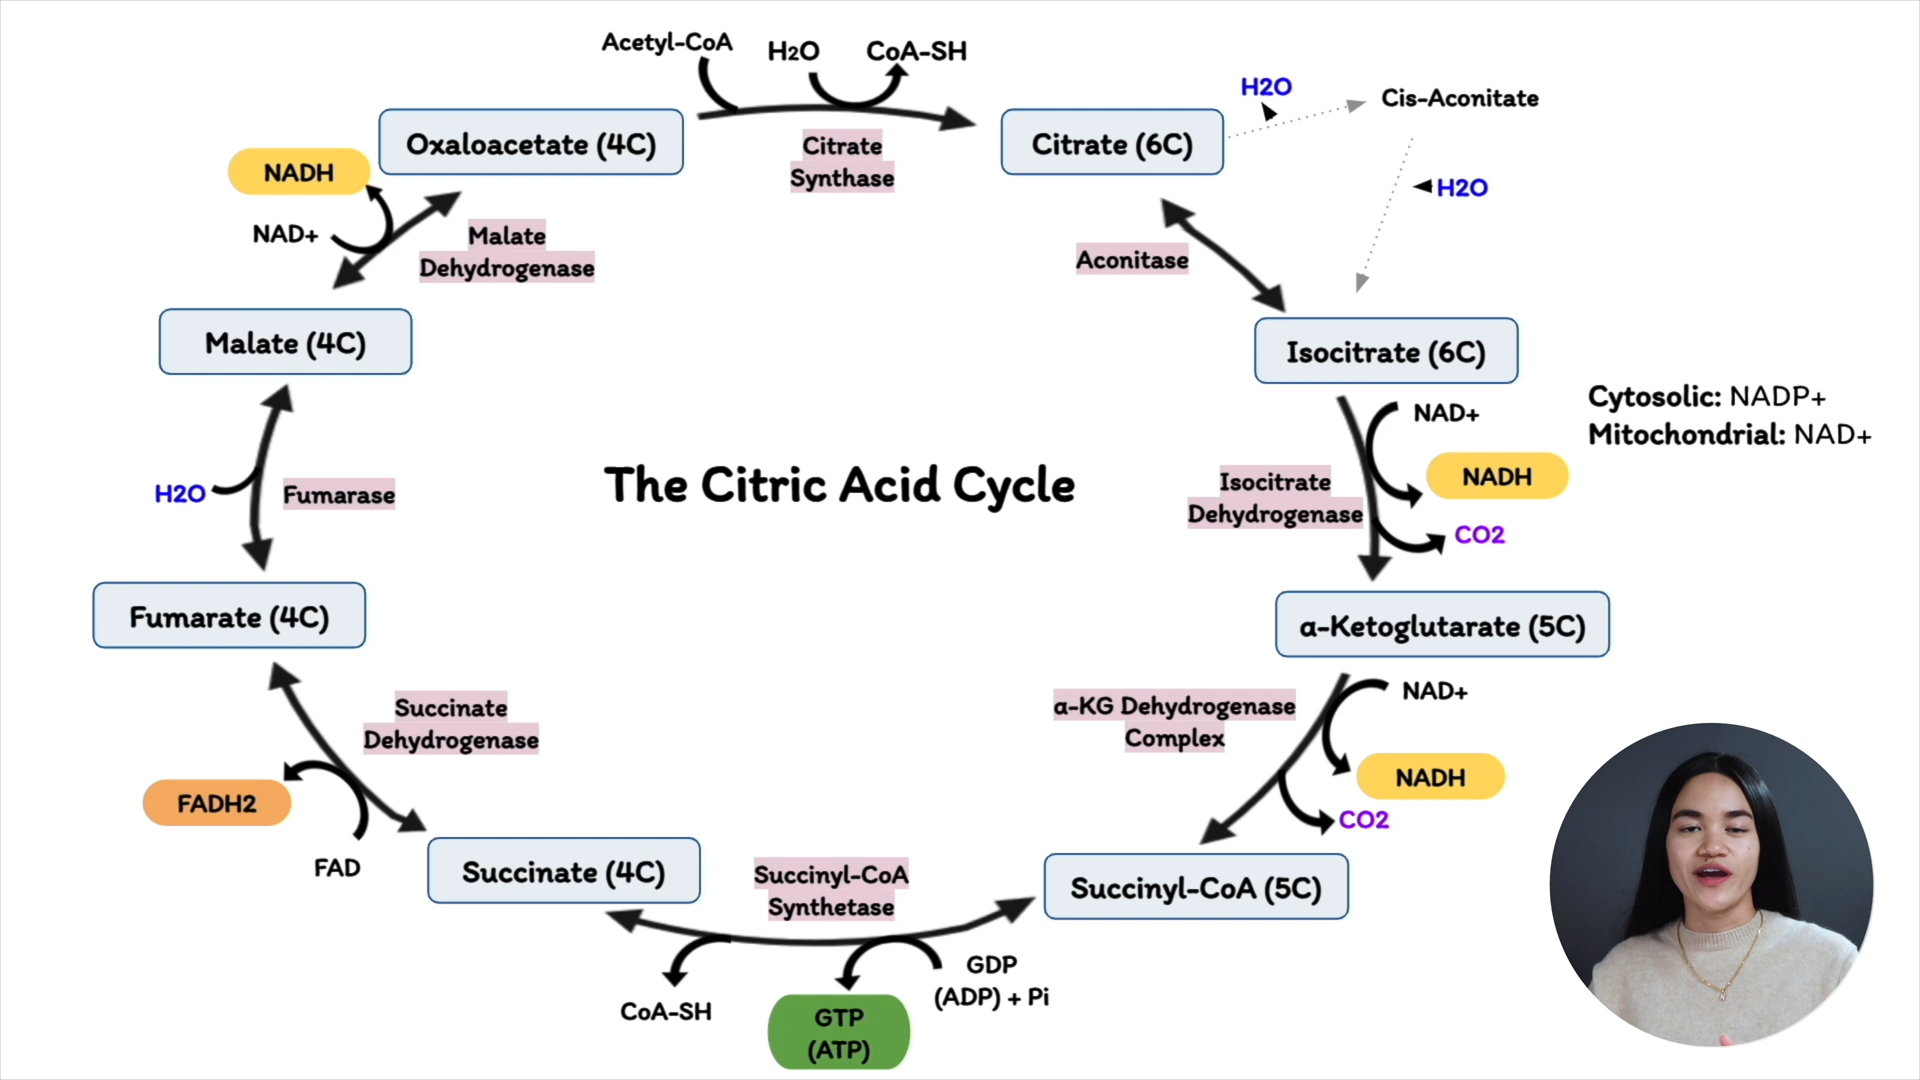 Acetyl-CoA
H2O
CoA-SH
Oxaloacetate (4C)
Citrate
Synthase
Citrate (6C)
H2O
Cis-Aconitate
H2O
Aconitase
Isocitrate (6C)
Cytosolic: NADP+
Mitochondrial: NAD+
NAD+
NADH
CO2
Isocitrate
Dehydrogenase
α-Ketoglutarate (5C)
NAD+
NADH
CO2
α-KG Dehydrogenase
Complex
Succinyl-CoA (5C)
Succinyl-CoA
Synthetase
GDP
(ADP) + Pi
GTP
(ATP)
CoA-SH
Succinate (4C)
Succinate
Dehydrogenase
FAD
FADH2
Fumarate (4C)
Fumarase
H2O
Malate (4C)
Malate
Dehydrogenase
NAD+
NADH
The Citric Acid Cycle